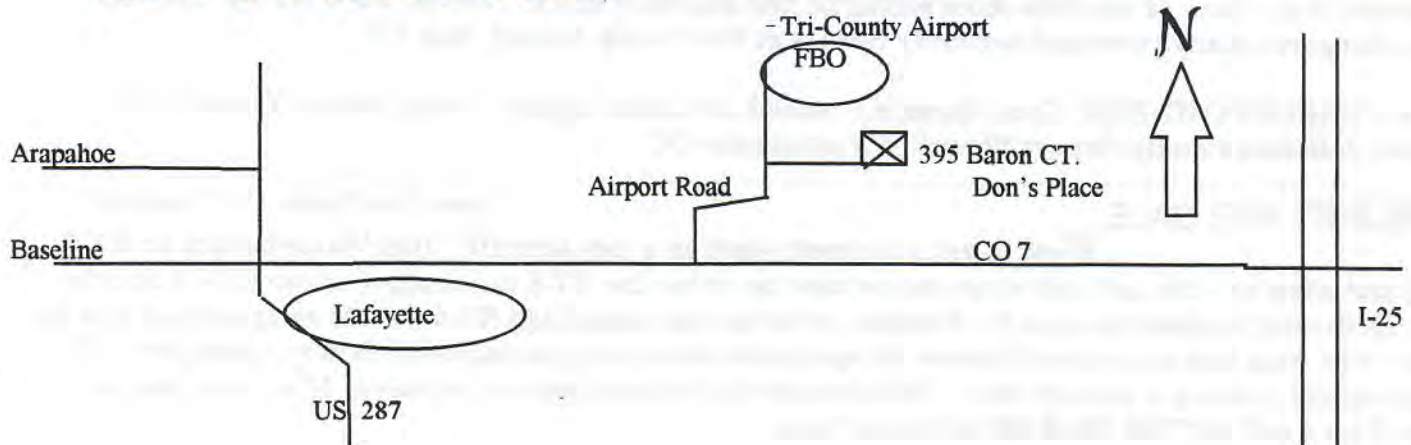 - Tri-County Airport
FBO
N
Arapahoe
395 Baron CT.
Don's Place
Airport Road
Baseline
CO 7
Lafayette
I-25
US 287